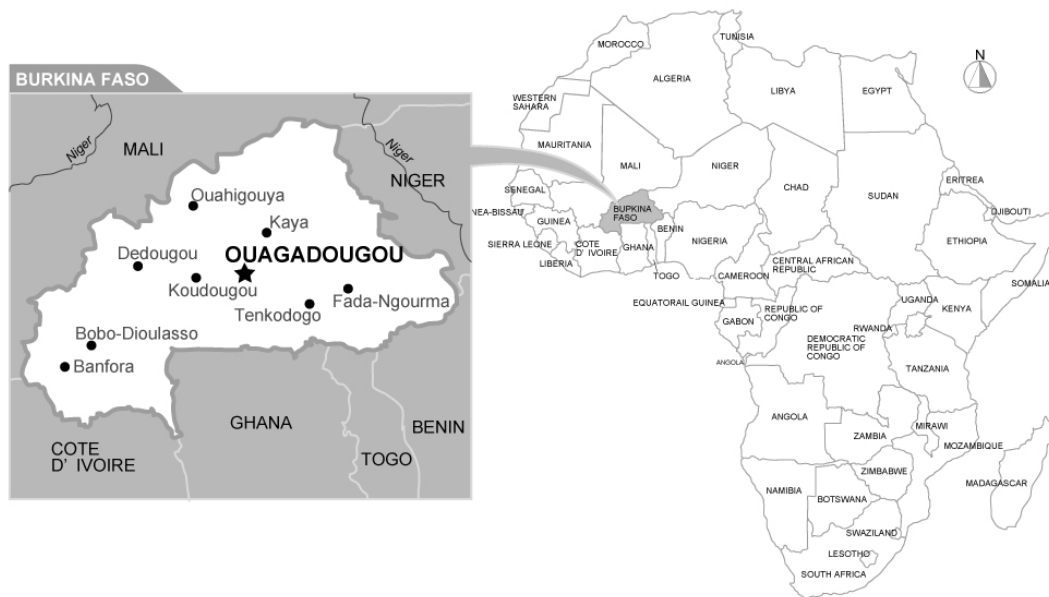 BURKINA FASO
Niger
MALI
Niger
NIGER
Ouahigouya
Kaya
Dedougou
OUAGADOUGOU
Koudougou
Fada-Ngourma
Tenkodogo
Bobo-Dioulasso
Banfora
GHANA
BENIN
COTE
D' IVOIRE
TOGO
N
TUNISIA
MOROCCO
ALGERIA
LIBYA
EGYPT
WESTERN
SAHARA
MAURITANIA
MALI
NIGER
CHAD
SUDAN
ERITREA
SENEGAL
BUPKINA
FASO
DJIBOUTI
NEA-BISSAU
GUINEA
BENIN
NIGERIA
ETHIOPIA
SIERRA LEONE
COTE
D' IVOIRE
GHANA
LIBERIA
TOGO
CAMEROON
CENTRAL AFRICAN
REPUBLIC
SOMALIA
EQUATORAIL GUINEA
REPUBLIC OF
CONGO
UGANDA
KENYA
GABON
RWANDA
DEMOCRATIC
REPUBLIC OF
CONGO
ANGOLA
TANZANIA
ANGOLA
ZAMBIA
MIRAWI
MOZAMBIQUE
ZIMBABWE
MADAGASCAR
NAMIBIA
BOTSWANA
SWAZILAND
LESOTHO
SOUTH AFRICA